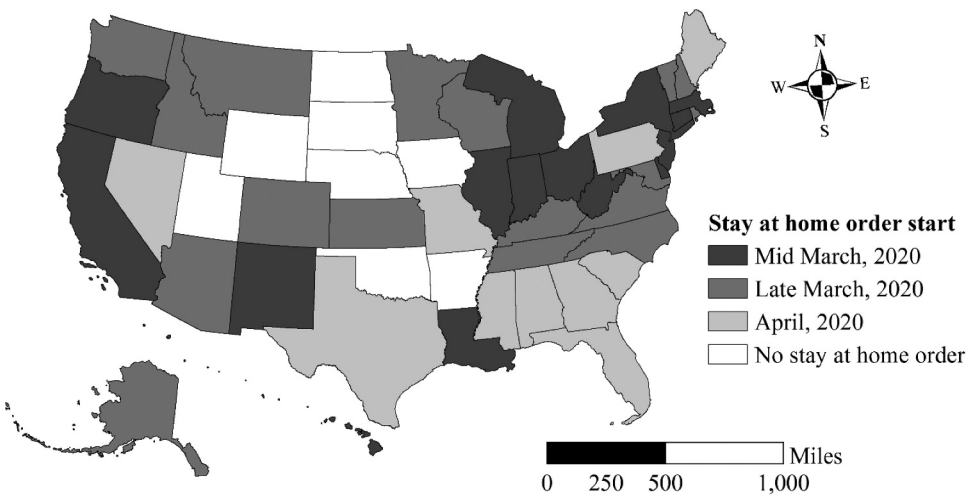 N
W E
S
Stay at home order start
Mid March, 2020
Late March, 2020
April, 2020
No stay at home order
Miles
0 250 500 1,000